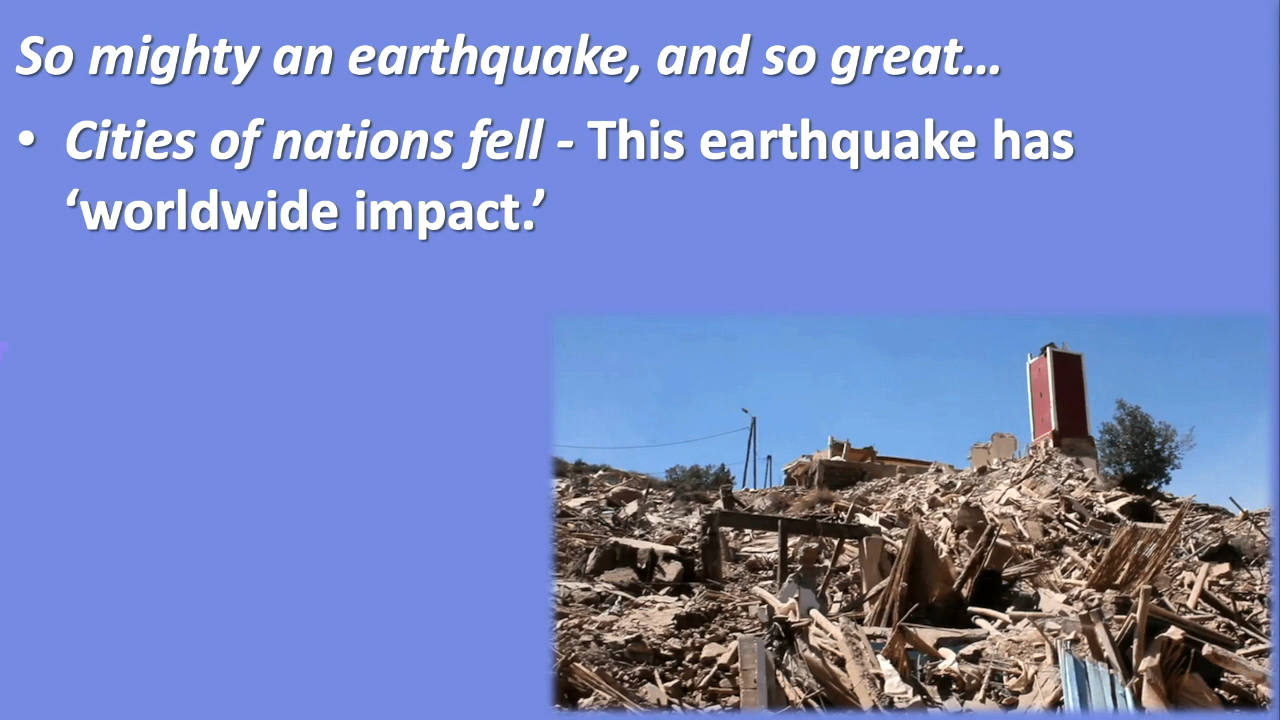 So mighty an earthquake, and so great…
• Cities of nations fell - This earthquake has
‘worldwide impact.’